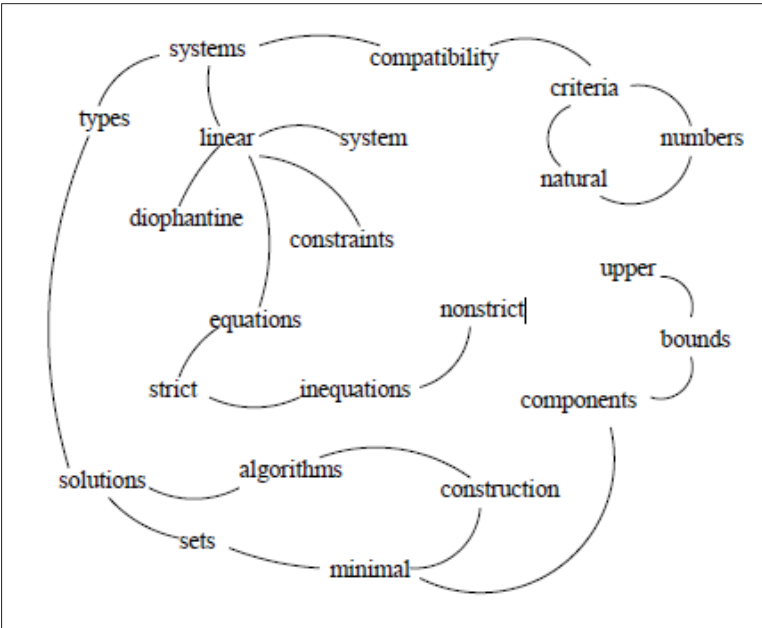 systems
compatibility
criteria
types
linear
system
numbers
natural
diophantine
constraints
upper
equations
nonstrict
bounds
strict
inequations
components
solutions
algorithms
construction
sets
minimal